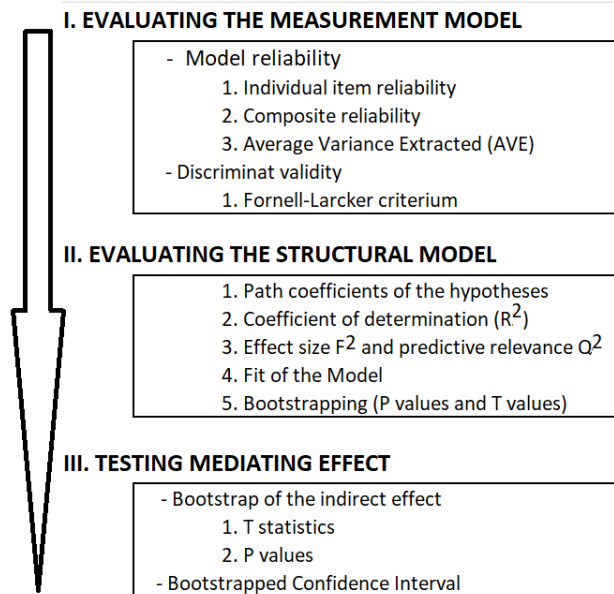 I. EVALUATING THE MEASUREMENT MODEL
- Model reliability
1. Individual item reliability
2. Composite reliability
3. Average Variance Extracted (AVE)
- Discriminat validity
1. Fornell-Larcker criterium
II. EVALUATING THE STRUCTURAL MODEL
1. Path coefficients of the hypotheses
2. Coefficient of determination (R²)
3. Effect size F² and predictive relevance Q²
4. Fit of the Model
5. Bootstrapping (P values and T values)
III. TESTING MEDIATING EFFECT
- Bootstrap of the indirect effect
1. T statistics
2. P values
- Bootstrapped Confidence Interval